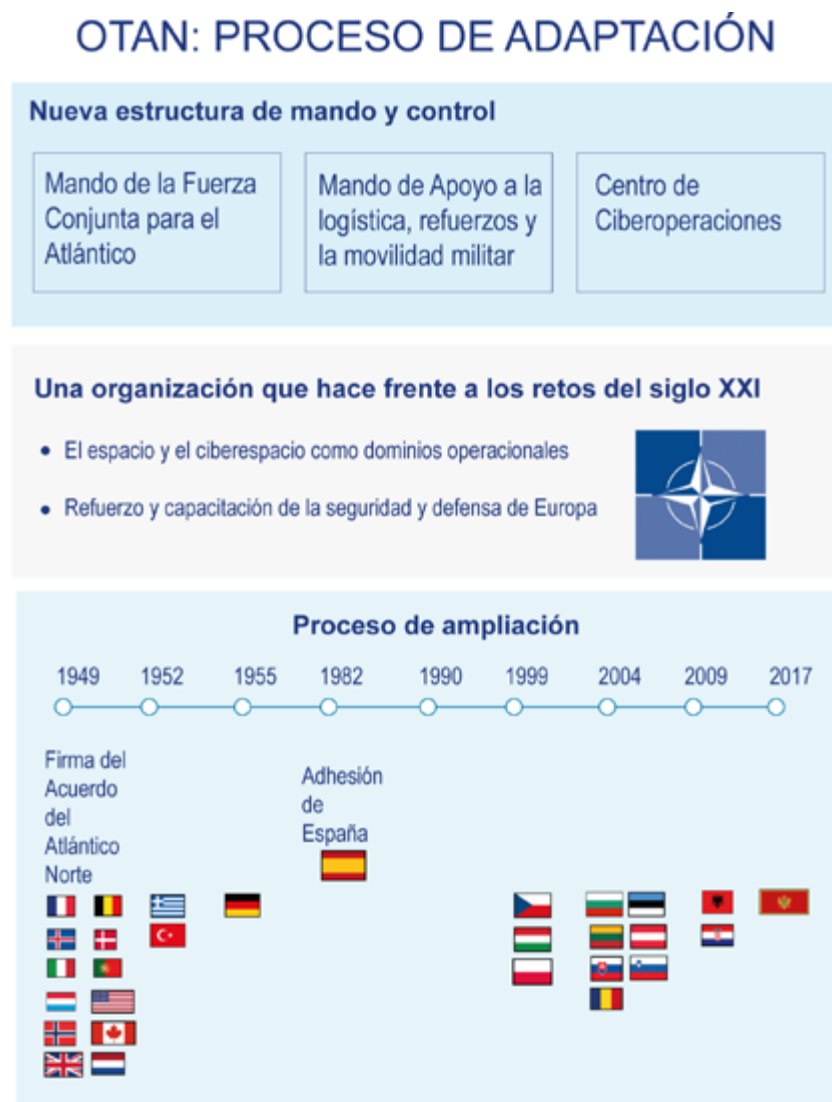 OTAN: PROCESO DE ADAPTACIÓN
Nueva estructura de mando y control
Mando de la Fuerza
Conjunta para el
Atlántico
Mando de Apoyo a la
logística, refuerzos y
la movilidad militar
Centro de
Ciberoperaciones
Una organización que hace frente a los retos del siglo XXI
• El espacio y el ciberespacio como dominios operacionales
• Refuerzo y capacitación de la seguridad y defensa de Europa
Proceso de ampliación
1949 1952 1955 1982 1990 1999 2004 2009 2017
Firma del
Acuerdo
del
Atlántico
Norte
Adhesión
de
España